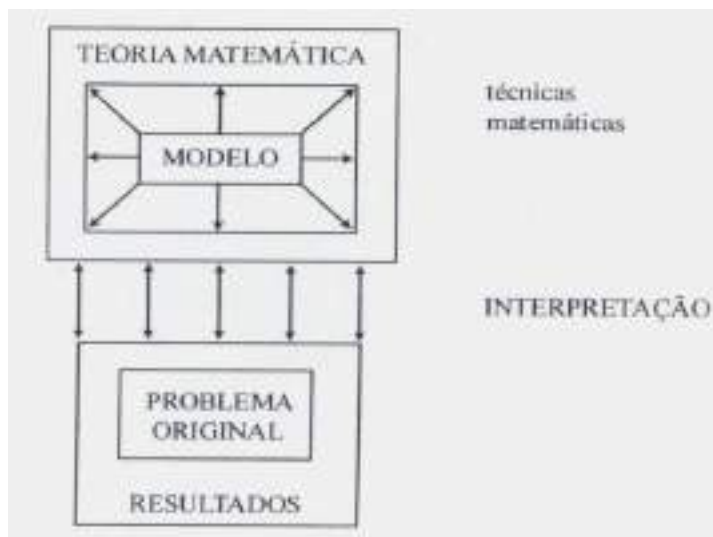 TEORIA MATEMÁTICA
técnicas
matemáticas
MODELO
INTERPRETAÇÃO
PROBLEMA
ORIGINAL
RESULTADOS